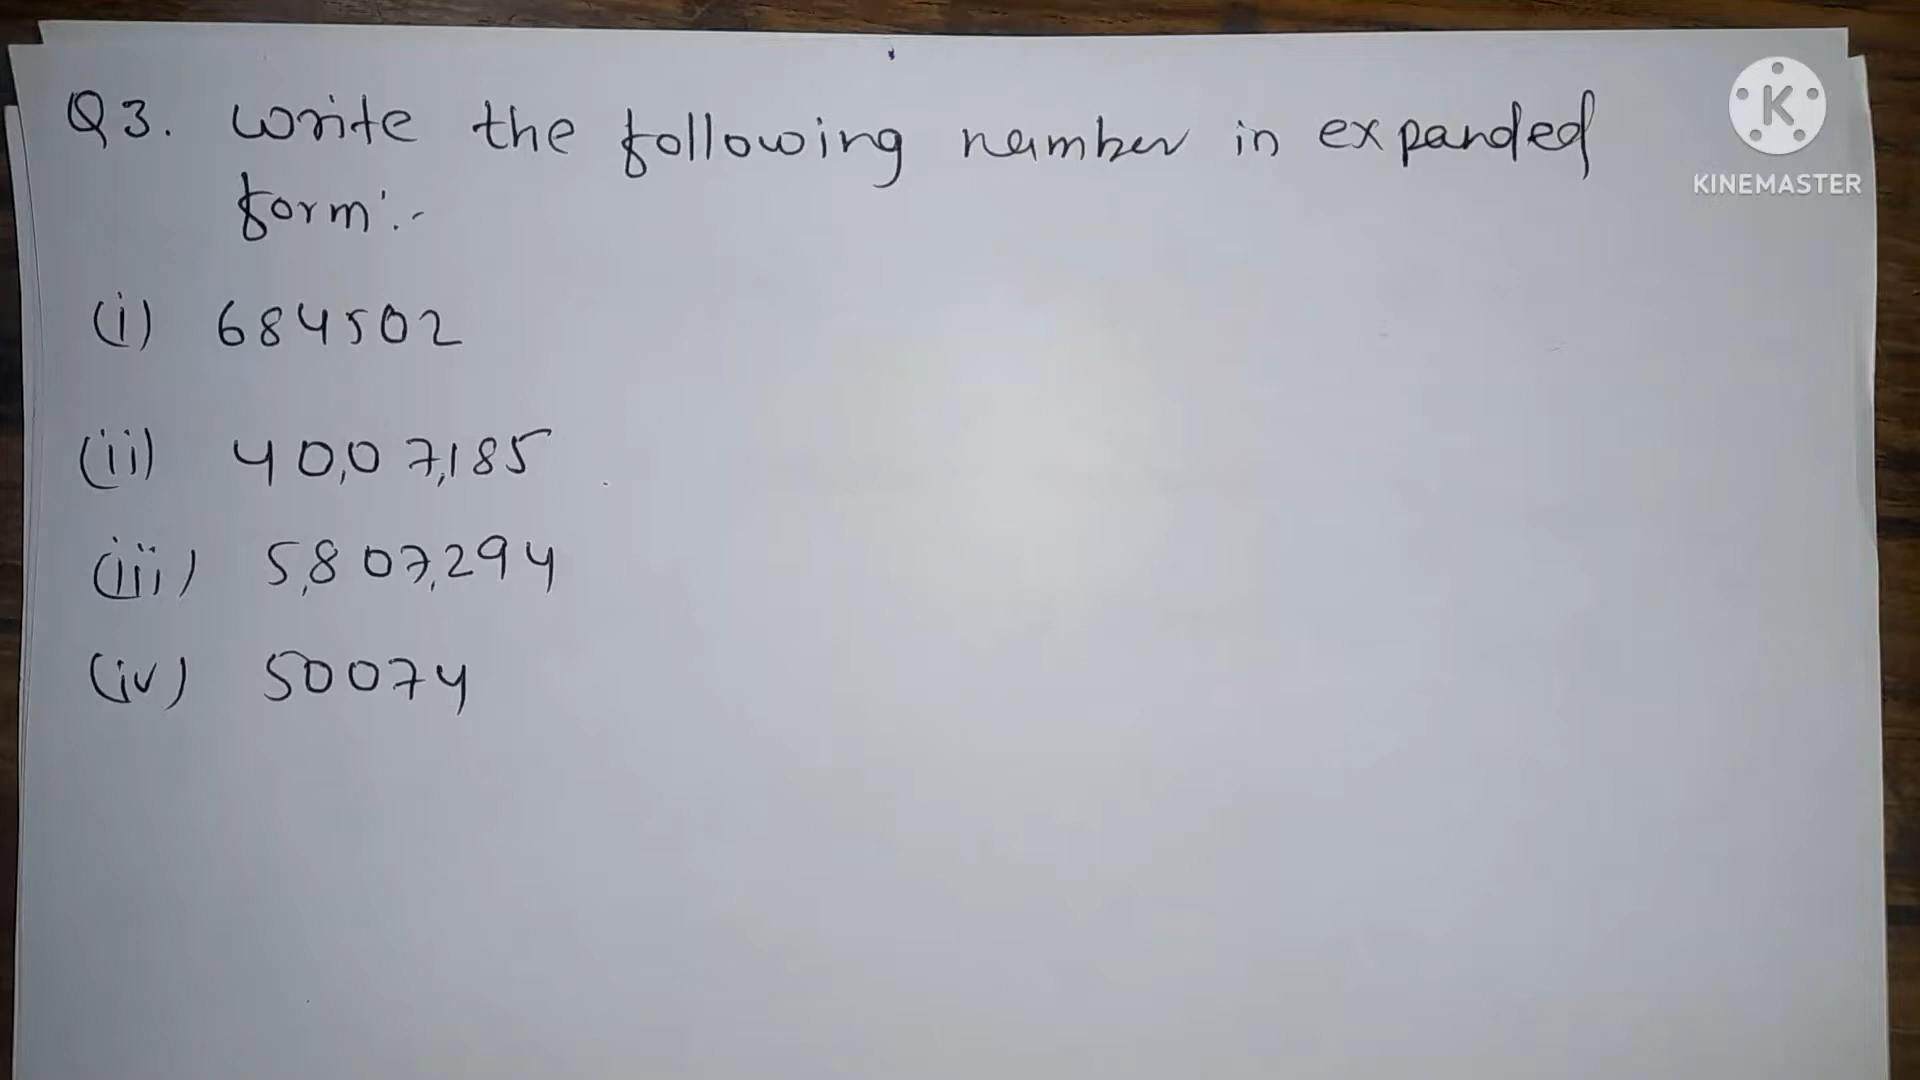 Q3. Write the following number in expanded
form:-
KINEMASTER
(i) 684502
(ii) 40,07,185
(iii) 5,807,294
(iv) 50074